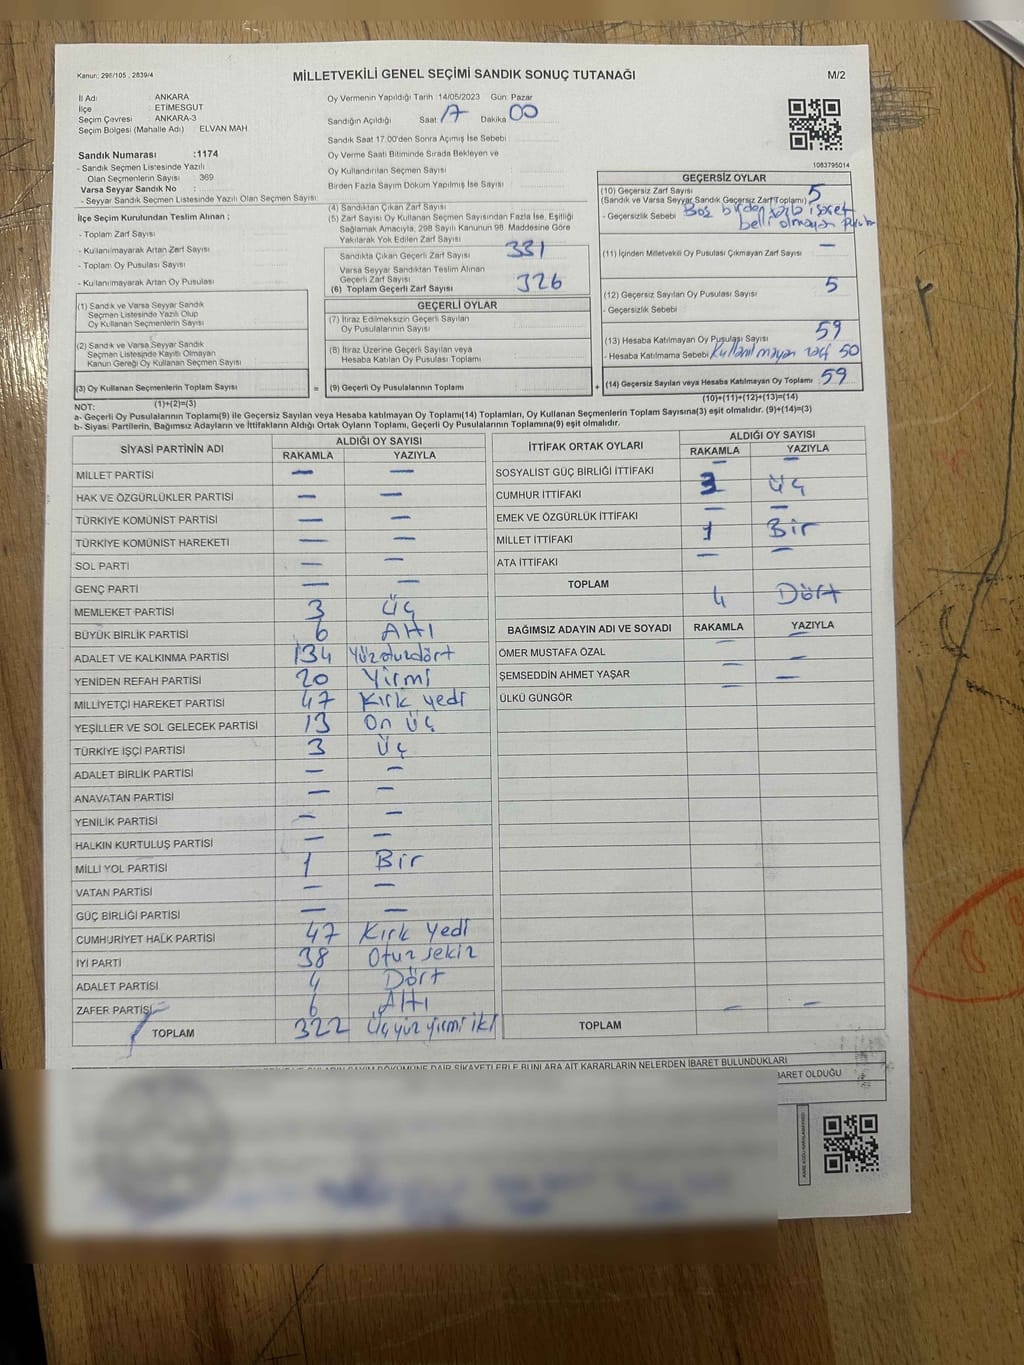 Kanun: 298/105 , 2839/4
MİLLETVEKİLİ GENEL SEÇİMİ SANDIK SONUÇ TUTANAĞI
M/2
İl Adı : ANKARA
İlçe : ETİMESGUT
Seçim Çevresi : ANKARA-3
Seçim Bölgesi (Mahalle Adı) ELVAN MAH
Sandık Numarası :1174
- Sandık Seçmen Listesinde Yazılı
Olan Seçmenlerin Sayısı : 369
Varsa Seyyar Sandık No :
- Seyyar Sandık Seçmen Listesinde Yazılı Olan Seçmen Sayısı:
İlçe Seçim Kurulundan Teslim Alınan ;
- Toplam Zarf Sayısı
- Kullanılmayarak Artan Zarf Sayısı
- Toplam Oy Pusulası Sayısı
- Kullanılmayarak Artan Oy Pusulası
(1) Sandık ve Varsa Seyyar Sandık
Seçmen Listesinde Yazılı Olup
Oy Kullanan Seçmenlerin Sayısı
(2) Sandık ve Varsa Seyyar Sandık
Seçmen Listesinde Kayıtlı Olmayan
Kanun Gereği Oy Kullanan Seçmen Sayısı
(3) Oy Kullanan Seçmenlerin Toplam Sayısı
(1)+(2)=(3)
Oy Vermenin Yapıldığı Tarih :14/05/2023 Gün: Pazar
Sandığın Açıldığı Saat Dakika 00
Sandık Saat 17.00'den Sonra Açılmış İse Sebebi
Oy Verme Saati Bitiminde Sırada Bekleyen ve
Oy Kullandırılan Seçmen Sayısı
Birden Fazla Sayım Döküm Yapılmış İse Sayısı
(4) Sandıktan Çıkan Zarf Sayısı
(5) Zarf Sayısı Oy Kullanan Seçmen Sayısından Fazla İse, Eşitliği
Sağlamak Amacıyla, 298 Sayılı Kanunun 98. Maddesine Göre
Yakılarak Yok Edilen Zarf Sayısı
Sandıkta Çıkan Geçerli Zarf Sayısı 331
Varsa Seyyar Sandıktan Teslim Alınan
Geçerli Zarf Sayısı
(6) Toplam Geçerli Zarf Sayısı 326
GEÇERLİ OYLAR
(7) İtiraz Edilmeksizin Geçerli Sayılan
Oy Pusulalarının Sayısı
(8) İtiraz Üzerine Geçerli Sayılan veya
Hesaba Katılan Oy Pusulası Toplamı
= (9) Geçerli Oy Pusulalarının Toplamı +
1083795014
GEÇERSİZ OYLAR
(10) Geçersiz Zarf Sayısı
(Sandık ve Varsa Seyyar Sandık Geçersiz Zarf Toplamı) 5
- Geçersizlik Sebebi Boş birden işaret
belli olmayan
(11) İçinden Milletvekili Oy Pusulası Çıkmayan Zarf Sayısı —
(12) Geçersiz Sayılan Oy Pusulası Sayısı 5
- Geçersizlik Sebebi
(13) Hesaba Katılmayan Oy Pusulası Sayısı 59
- Hesaba Katılmama Sebebi Kullanılmayan 50
(14) Geçersiz Sayılan veya Hesaba Katılmayan Oy Toplamı 59
(10)+(11)+(12)+(13)=(14)
NOT:
a- Geçerli Oy Pusulalarının Toplamı(9) ile Geçersiz Sayılan veya Hesaba katılmayan Oy Toplamı(14) Toplamları, Oy Kullanan Seçmenlerin Toplam Sayısına(3) eşit olmalıdır. (9)+(14)=(3)
b- Siyasi Partilerin, Bağımsız Adayların ve İttifakların Aldığı Ortak Oyların Toplamı, Geçerli Oy Pusulalarının Toplamına(9) eşit olmalıdır.
SİYASİ PARTİNİN ADI ALDIĞI OY SAYISI
RAKAMLA YAZIYLA
MİLLET PARTİSİ — —
HAK VE ÖZGÜRLÜKLER PARTİSİ — —
TÜRKİYE KOMÜNİST PARTİSİ — —
TÜRKİYE KOMÜNİST HAREKETİ — —
SOL PARTİ — —
GENÇ PARTİ — —
MEMLEKET PARTİSİ 3 Üç
BÜYÜK BİRLİK PARTİSİ 6 Altı
ADALET VE KALKINMA PARTİSİ 134 Yüzotuzdört
YENİDEN REFAH PARTİSİ 20 Yirmi
MİLLİYETÇİ HAREKET PARTİSİ 47 Kırk yedi
YEŞİLLER VE SOL GELECEK PARTİSİ 13 On üç
TÜRKİYE İŞÇİ PARTİSİ 3 Üç
ADALET BİRLİK PARTİSİ — —
ANAVATAN PARTİSİ — —
YENİLİK PARTİSİ — —
HALKIN KURTULUŞ PARTİSİ — —
MİLLİ YOL PARTİSİ 1 Bir
VATAN PARTİSİ — —
GÜÇ BİRLİĞİ PARTİSİ — —
CUMHURİYET HALK PARTİSİ 47 Kırk yedi
İYİ PARTİ 38 Otuz sekiz
ADALET PARTİSİ 4 Dört
ZAFER PARTİSİ 6 Altı
TOPLAM 322 Üçyüz yirmi iki
İTTİFAK ORTAK OYLARI ALDIĞI OY SAYISI
RAKAMLA YAZIYLA
SOSYALİST GÜÇ BİRLİĞİ İTTİFAKI — —
CUMHUR İTTİFAKI 3 Üç
EMEK VE ÖZGÜRLÜK İTTİFAKI — —
MİLLET İTTİFAKI 1 Bir
ATA İTTİFAKI — —
TOPLAM 4 Dört
BAĞIMSIZ ADAYIN ADI VE SOYADI RAKAMLA YAZIYLA
ÖMER MUSTAFA ÖZAL — —
ŞEMSEDDİN AHMET YAŞAR — —
ÜLKÜ GÜNGÖR —
TOPLAM — —
DAİR ŞİKAYETLERLE BUNLARA AİT KARARLARIN NELERDEN İBARET BULUNDUKLARI
İBARET OLDUĞU